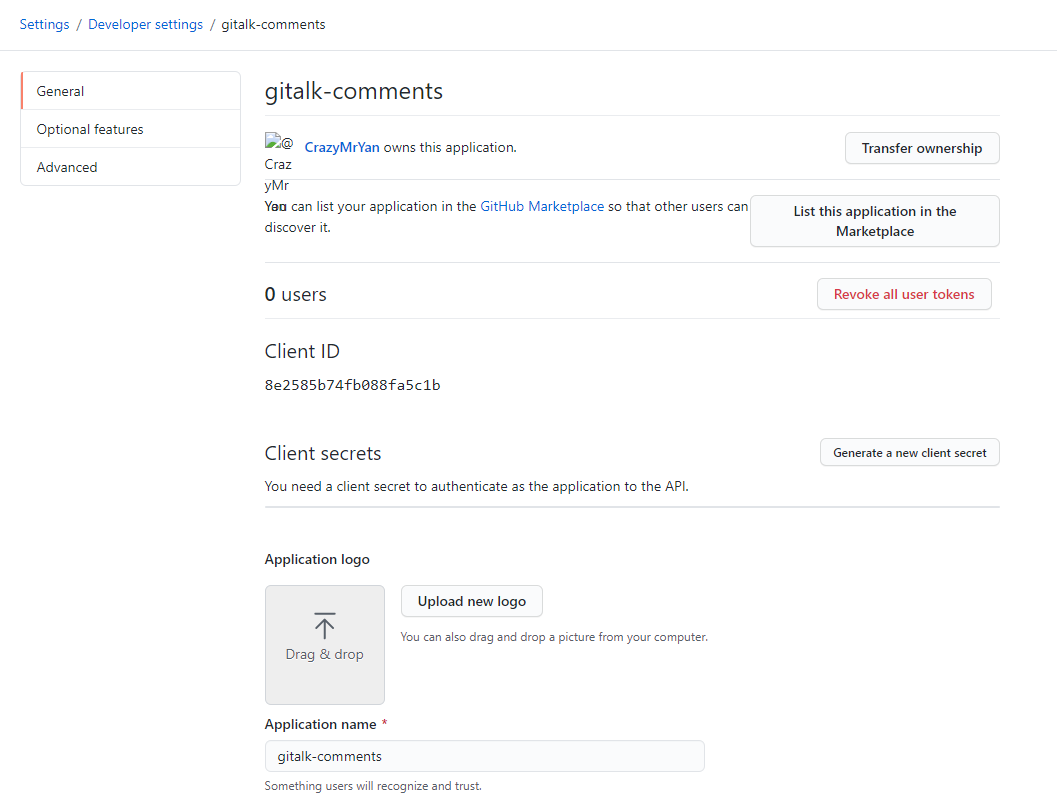 Settings / Developer settings / gitalk-comments
General
Optional features
Advanced
gitalk-comments
@CrazyMrYan
CrazyMrYan owns this application.
Transfer ownership
You can list your application in the GitHub Marketplace so that other users can
discover it.
List this application in the
Marketplace
0 users
Revoke all user tokens
Client ID
8e2585b74fb088fa5c1b
Client secrets
Generate a new client secret
You need a client secret to authenticate as the application to the API.
Application logo
Drag & drop
Upload new logo
You can also drag and drop a picture from your computer.
Application name *
gitalk-comments
Something users will recognize and trust.